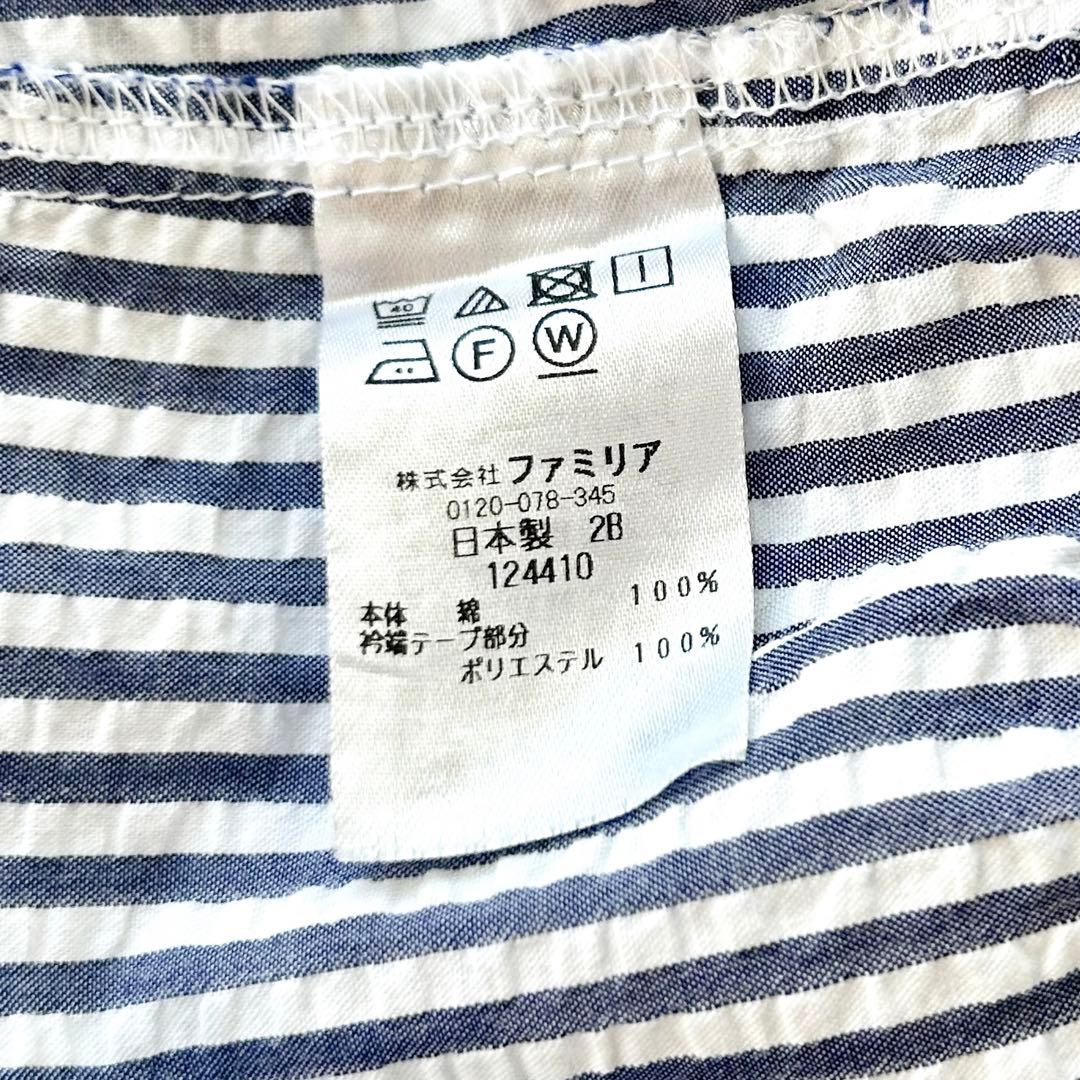 40
F W
株式会社 ファミリア
0120-078-345
日本製 2B
124410
本体 綿 100%
衿端テープ部分
ポリエステル 100%